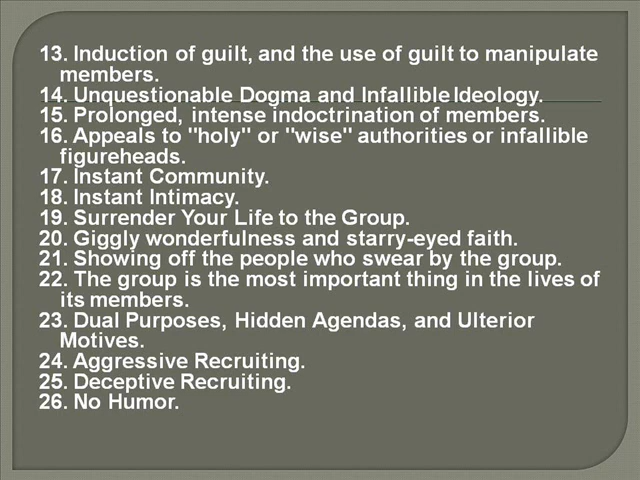 13. Induction of guilt, and the use of guilt to manipulate
members.
14. Unquestionable Dogma and Infallible Ideology.
15. Prolonged, intense indoctrination of members.
16. Appeals to "holy" or "wise" authorities or infallible
figureheads.
17. Instant Community.
18. Instant Intimacy.
19. Surrender Your Life to the Group.
20. Giggly wonderfulness and starry-eyed faith.
21. Showing off the people who swear by the group.
22. The group is the most important thing in the lives of
its members.
23. Dual Purposes, Hidden Agendas, and Ulterior
Motives.
24. Aggressive Recruiting.
25. Deceptive Recruiting.
26. No Humor.